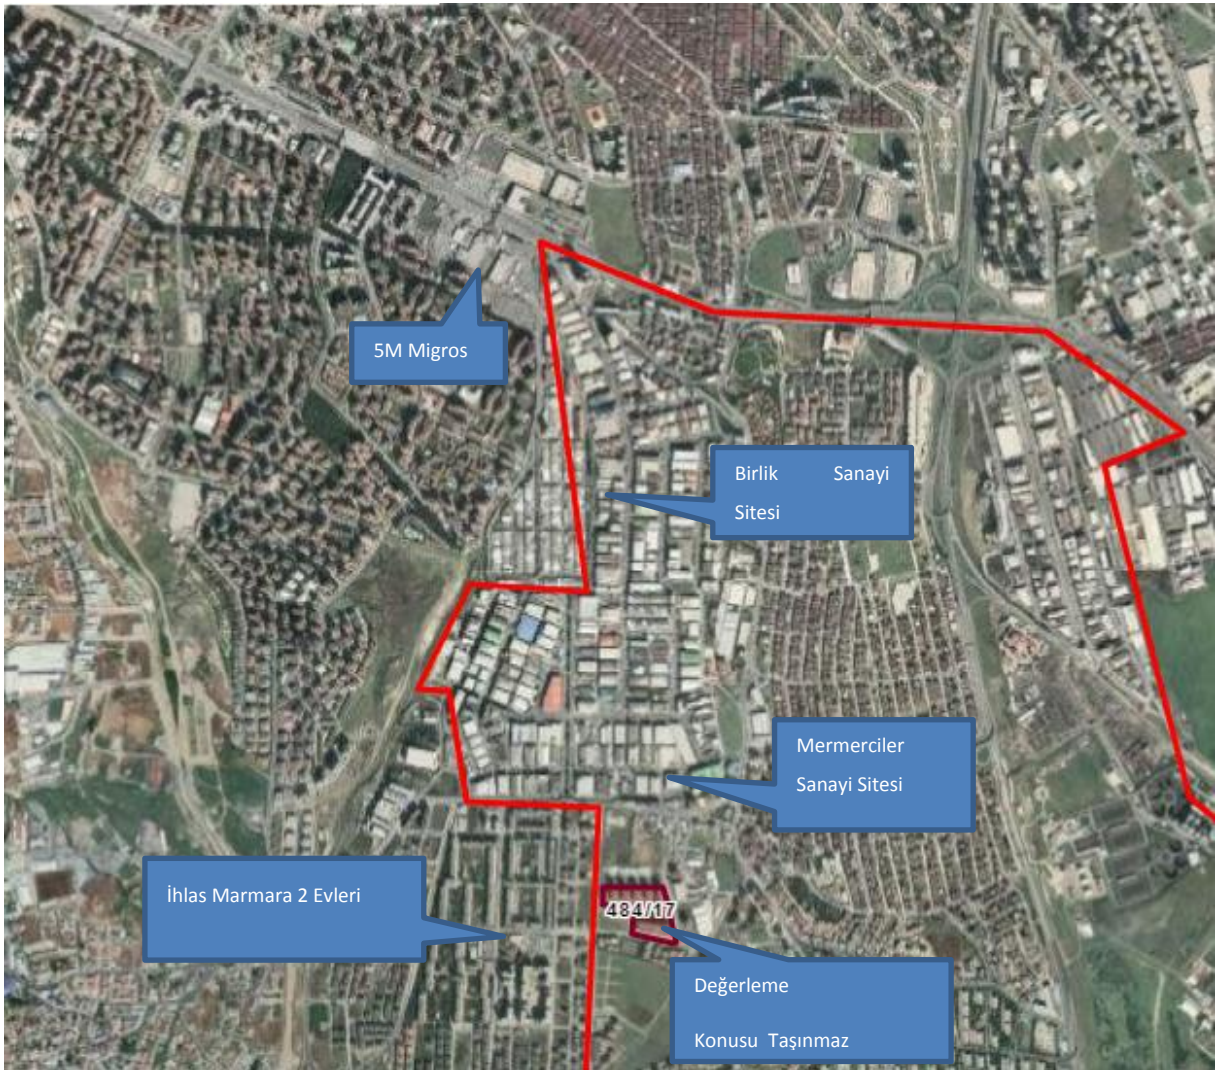 5M Migros
Birlik Sanayi
Sitesi
Mermerciler
Sanayi Sitesi
İhlas Marmara 2 Evleri
484/17
Değerleme
Konusu Taşınmaz